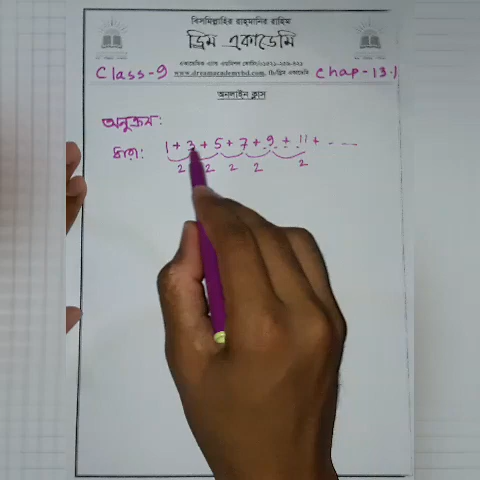 বিসমিল্লাহির রাহমানির রাহিম
ড্রিম একাডেমি
Class-9
Chap-13.1
অনলাইন ক্লাস
অনুক্রম:
ধারা: 1 + 3 + 5 + 7 + 9 + 11 + - - -
2 2 2 2 2